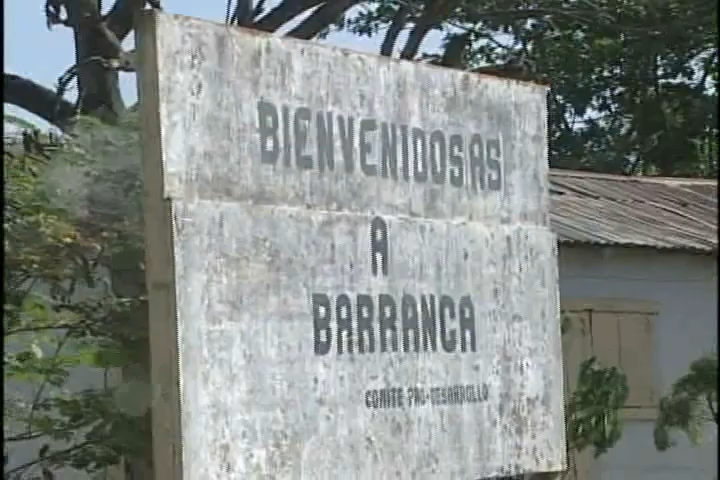 BIENVENIDOS/AS
A
BARRANCA
COMITE PRO-DESARROLLO